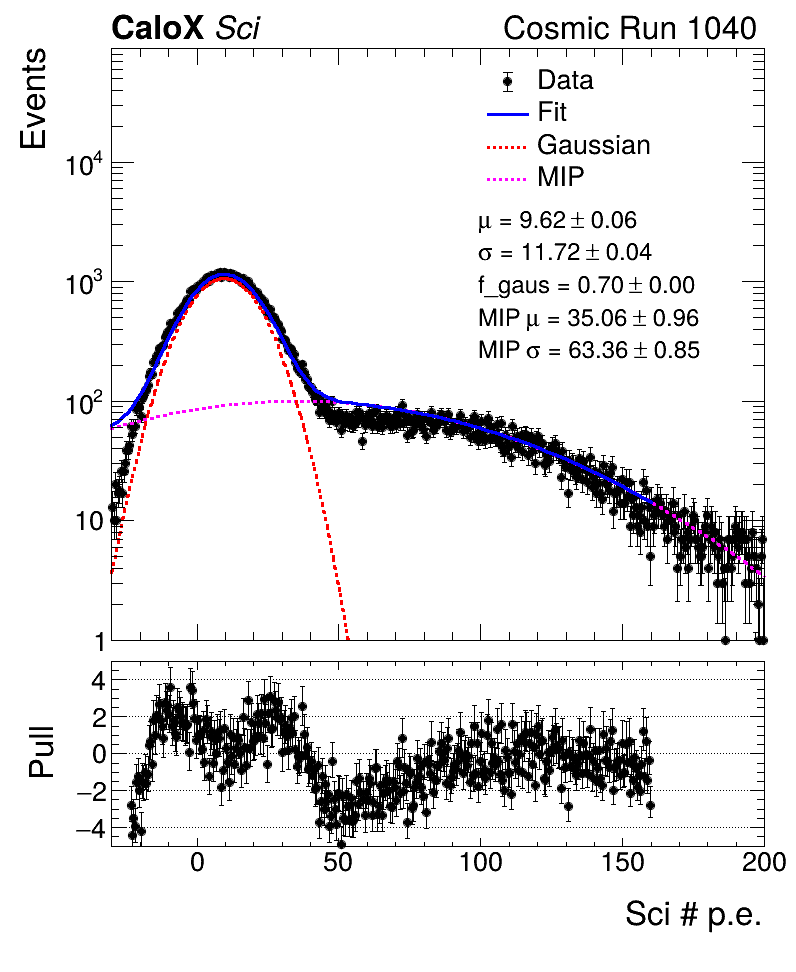 CaloX Sci Cosmic Run 1040
Events
Data
Fit
Gaussian
MIP
μ = 9.62 ± 0.06
σ = 11.72 ± 0.04
f_gaus = 0.70 ± 0.00
MIP μ = 35.06 ± 0.96
MIP σ = 63.36 ± 0.85
10⁴
10³
10²
10
1
Pull
4
2
0
−2
−4
0 50 100 150 200
Sci # p.e.